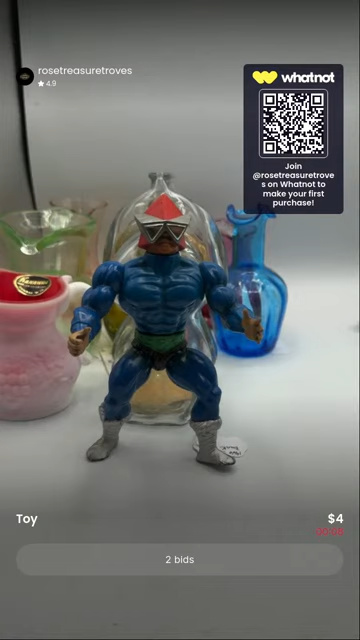 rosetreasuretroves
★4.9
whatnot
Join
@rosetreasuretrove
s on Whatnot to
make your first
purchase!
Toy
$4
2 bids